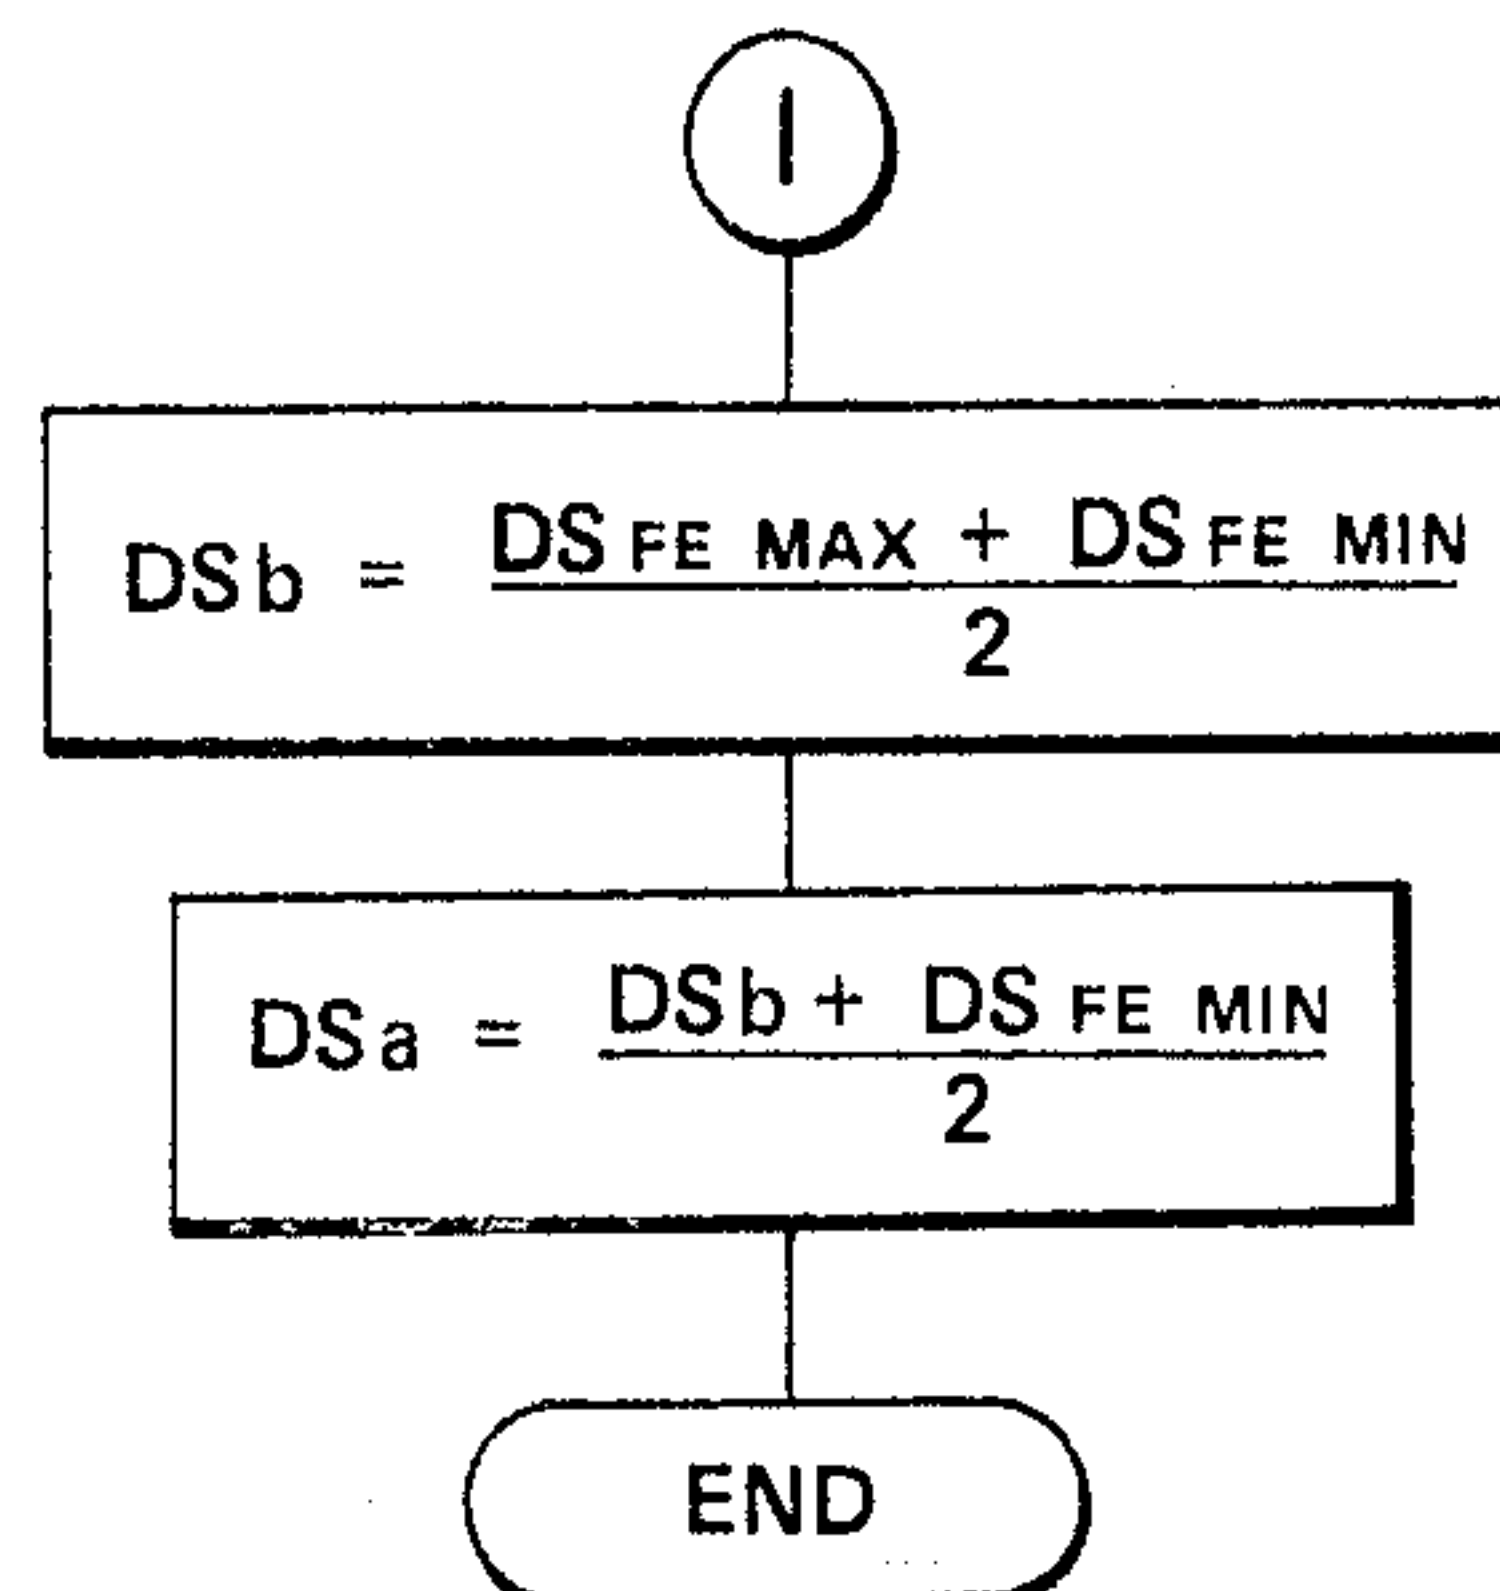 1
DSb = DS FE MAX + DS FE MIN
2
DSa = DSb + DS FE MIN
2
END